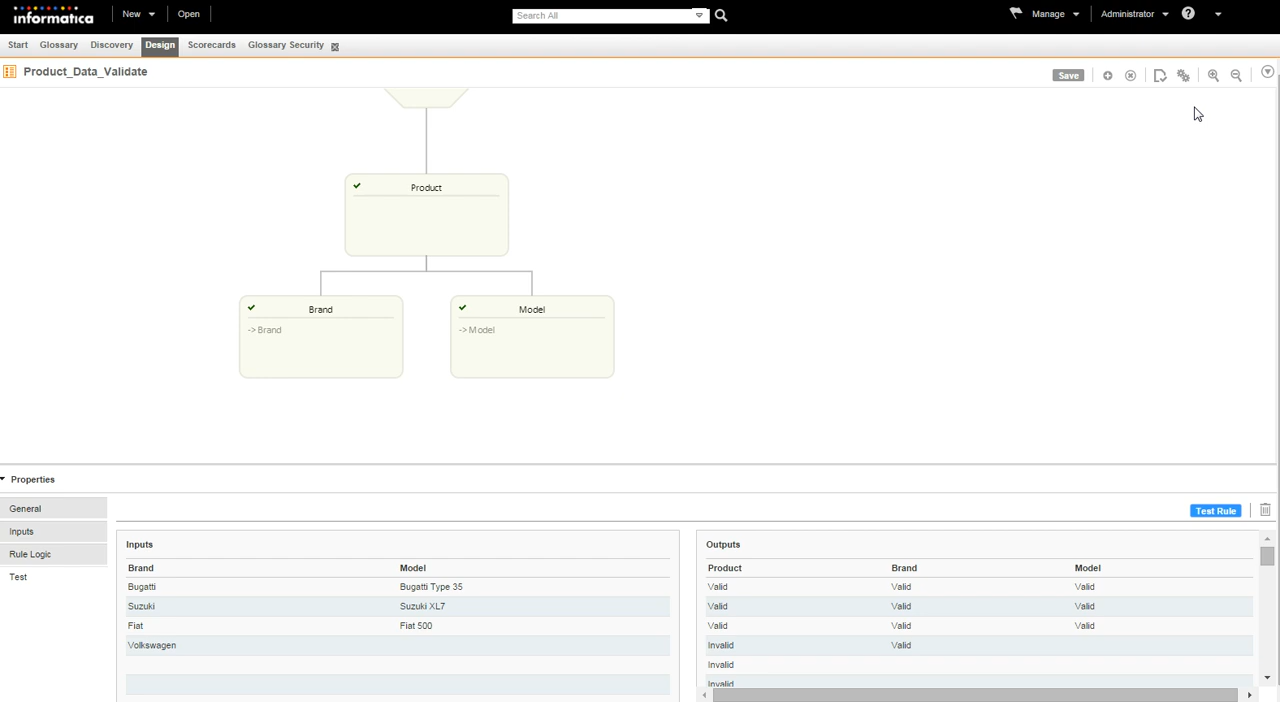 informatica New Open Search All Manage Administrator ?
Start Glossary Discovery Design Scorecards Glossary Security
Product_Data_Validate Save
Product
Brand Model
->Brand ->Model
Properties
General
Test Rule
Inputs
Rule Logic
Test
Inputs Outputs
Brand Model Product Brand Model
Bugatti Bugatti Type 35 Valid Valid Valid
Suzuki Suzuki XL7 Valid Valid Valid
Fiat Fiat 500 Valid Valid Valid
Volkswagen Invalid Valid
Invalid
Invalid